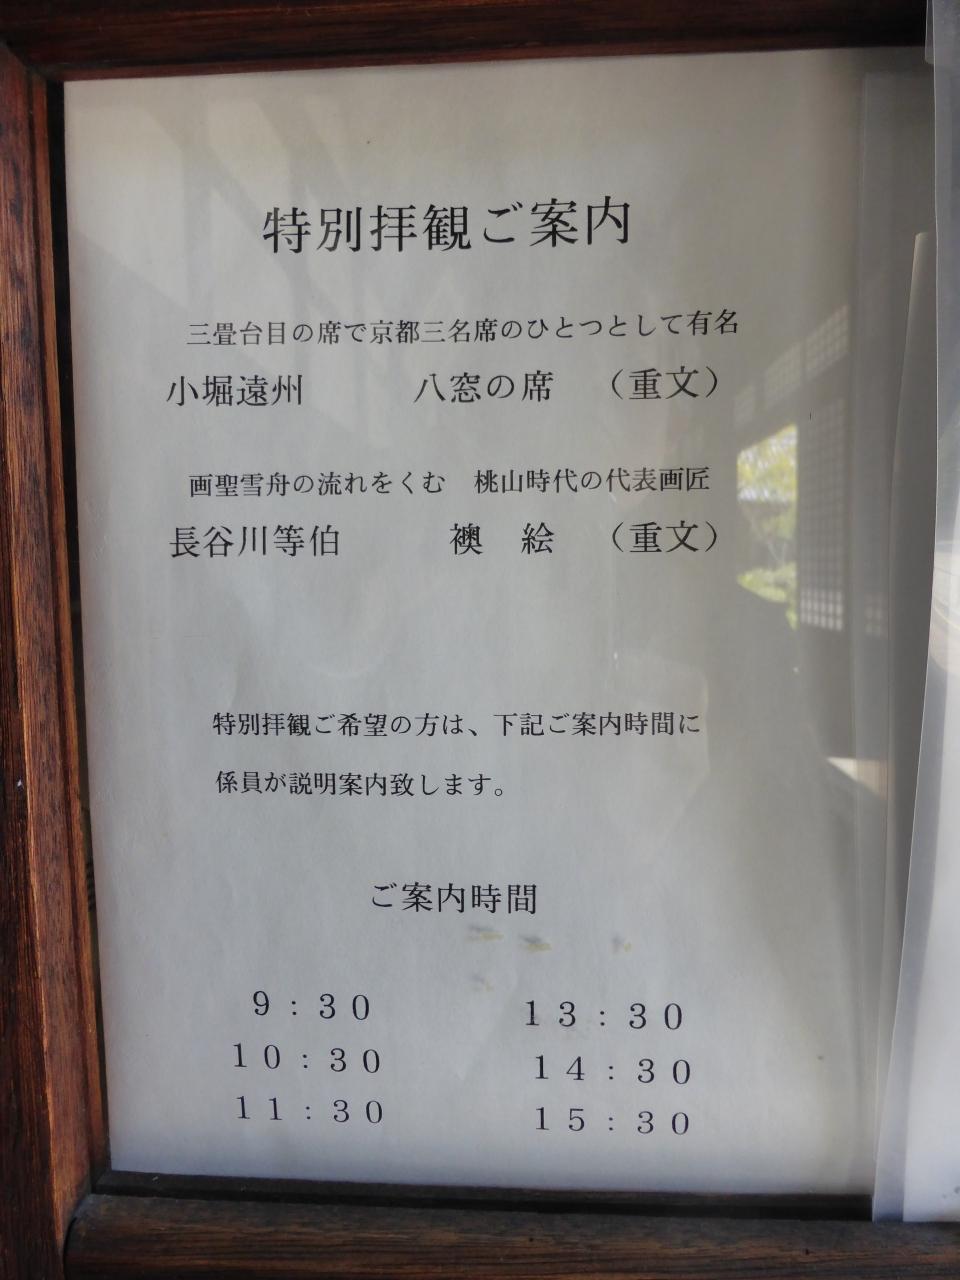 特別拝観ご案内
三畳台目の席で京都三名席のひとつとして有名
小堀遠州　八窓の席　（重文）
画聖雪舟の流れをくむ　桃山時代の代表画匠
長谷川等伯　襖　絵　（重文）
特別拝観ご希望の方は、下記ご案内時間に
係員が説明案内致します。
ご案内時間
９：３０　１３：３０
１０：３０　１４：３０
１１：３０　１５：３０